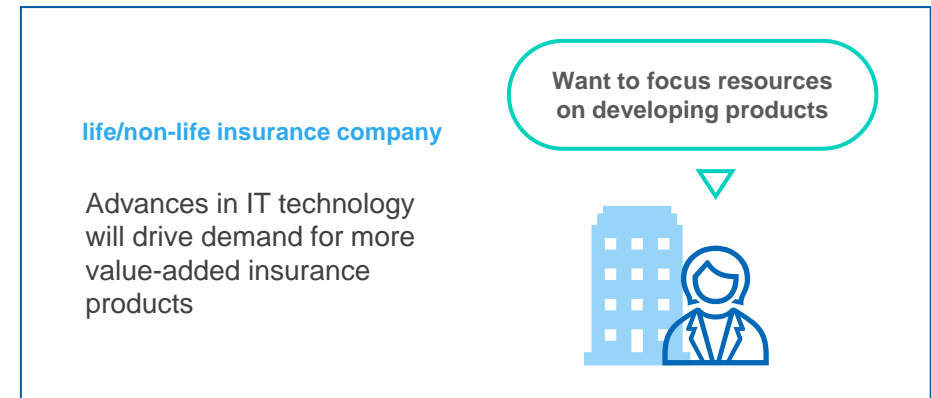 Want to focus resources
on developing products
life/non-life insurance company
Advances in IT technology
will drive demand for more
value-added insurance
products